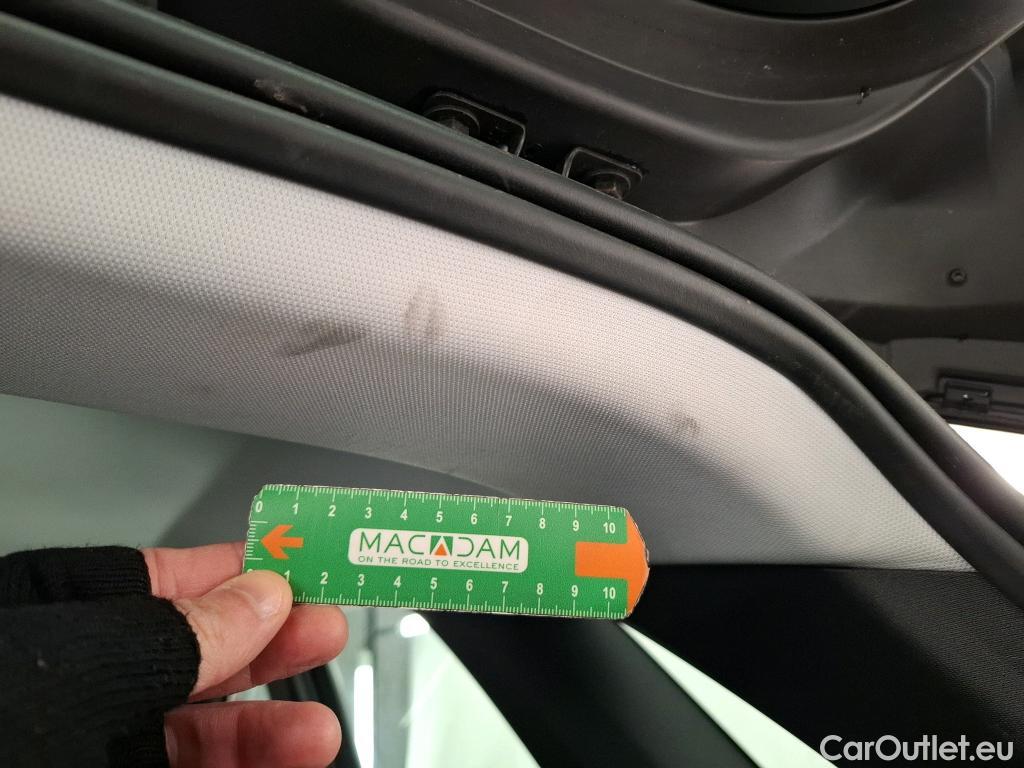 0 1 2 3 4 5 6 7 8 9 10
MACADAM
ON THE ROAD TO EXCELLENCE
1 2 3 4 5 6 7 8 9 10
CarOutlet.eu